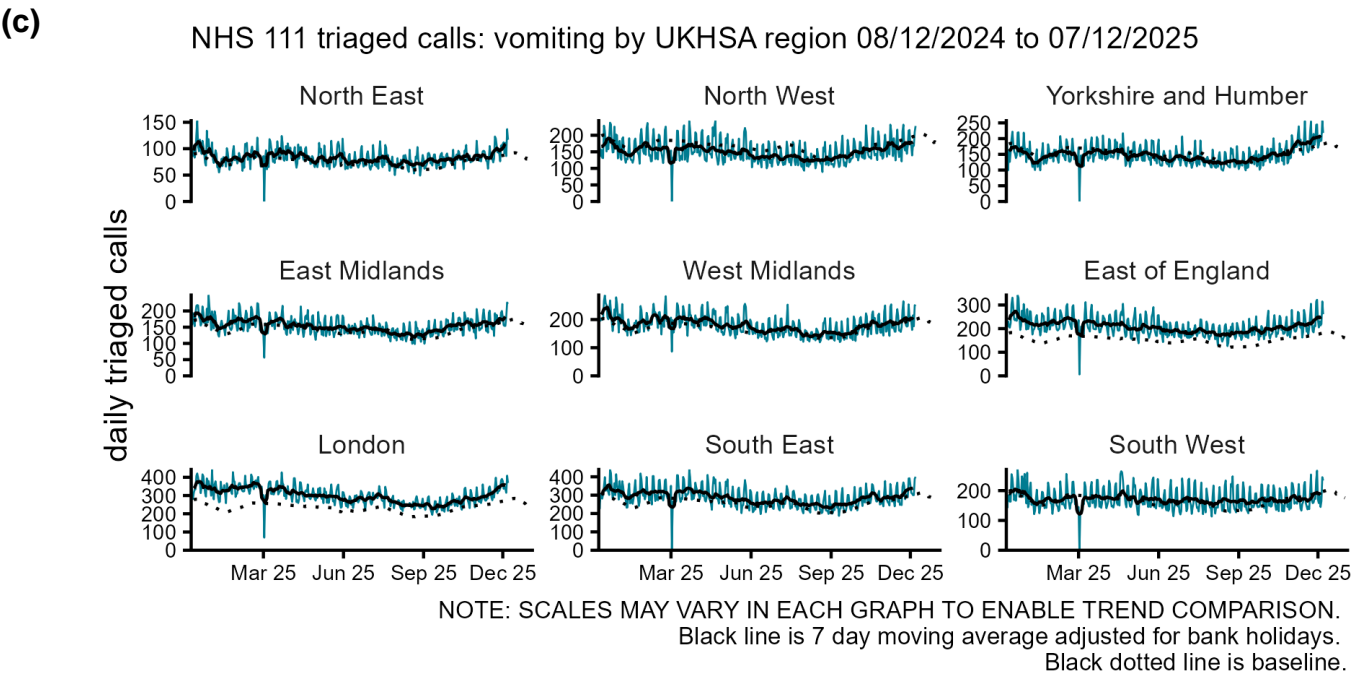 (c)
NHS 111 triaged calls: vomiting by UKHSA region 08/12/2024 to 07/12/2025
daily triaged calls
North East
150
100
50
0
North West
200
150
100
50
0
Yorkshire and Humber
250
200
150
100
50
0
East Midlands
200
150
100
50
0
West Midlands
200
100
0
East of England
300
200
100
0
London
400
300
200
100
0
Mar 25 Jun 25 Sep 25 Dec 25
South East
400
300
200
100
0
Mar 25 Jun 25 Sep 25 Dec 25
South West
200
100
0
Mar 25 Jun 25 Sep 25 Dec 25
NOTE: SCALES MAY VARY IN EACH GRAPH TO ENABLE TREND COMPARISON.
Black line is 7 day moving average adjusted for bank holidays.
Black dotted line is baseline.